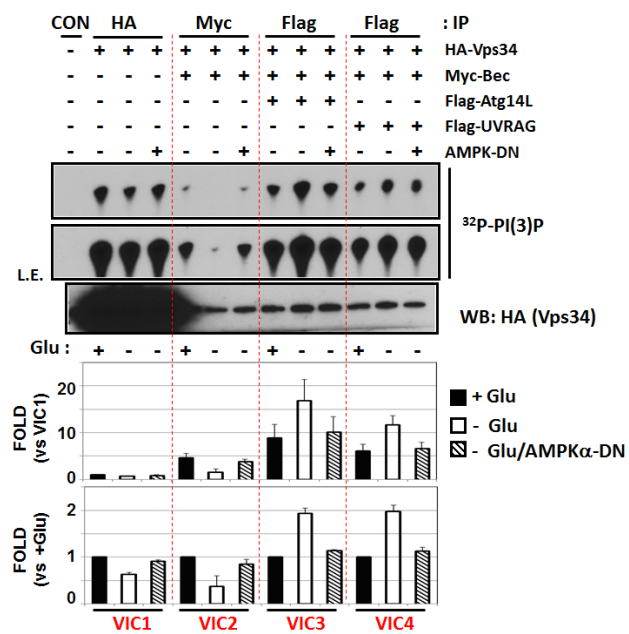 CON HA Myc Flag Flag : IP
- + + + + + + + + + + + + HA-Vps34
- - - - + + + + + + + + + Myc-Bec
- - - - - - - + + + - - - Flag-Atg14L
- - - - - - - - - - + + + Flag-UVRAG
- - - + - - + - - + - - + AMPK-DN
³²P-PI(3)P
L.E.
WB: HA (Vps34)
Glu : + - - + - - + - - + - -
FOLD
(vs VIC1)
20
10
0
+ Glu
- Glu
- Glu/AMPKα-DN
FOLD
(vs +Glu)
2
1
0
VIC1 VIC2 VIC3 VIC4